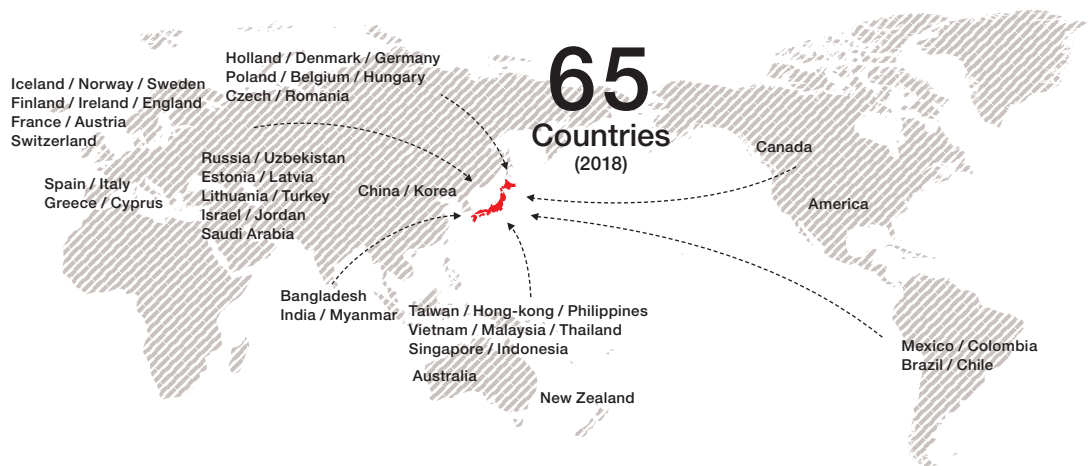 65
Countries
(2018)
Holland / Denmark / Germany
Poland / Belgium / Hungary
Czech / Romania
Iceland / Norway / Sweden
Finland / Ireland / England
France / Austria
Switzerland
Spain / Italy
Greece / Cyprus
Russia / Uzbekistan
Estonia / Latvia
Lithuania / Turkey
Israel / Jordan
Saudi Arabia
China / Korea
Canada
America
Bangladesh
India / Myanmar
Taiwan / Hong-kong / Philippines
Vietnam / Malaysia / Thailand
Singapore / Indonesia
Australia
New Zealand
Mexico / Colombia
Brazil / Chile